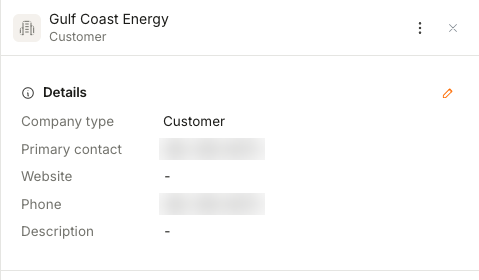 Gulf Coast Energy
Customer
Details
Company type Customer
Primary contact
Website -
Phone
Description -